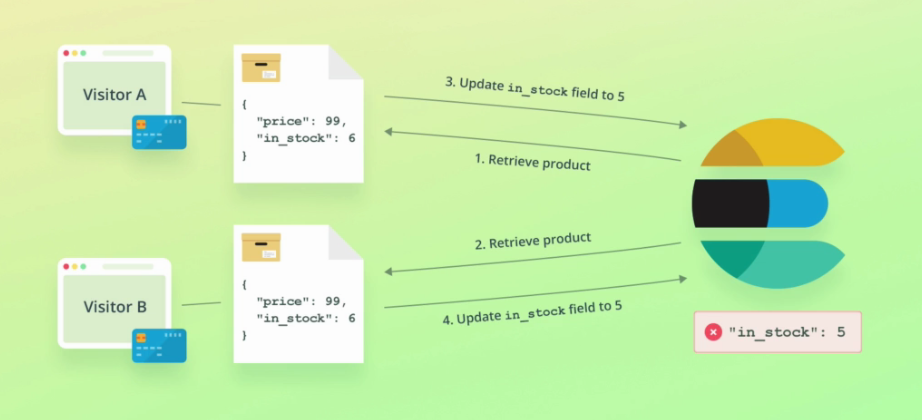 Visitor A
{
"price": 99,
"in_stock": 6
}
3. Update in_stock field to 5
1. Retrieve product
2. Retrieve product
Visitor B
{
"price": 99,
"in_stock": 6
}
4. Update in_stock field to 5
"in_stock": 5